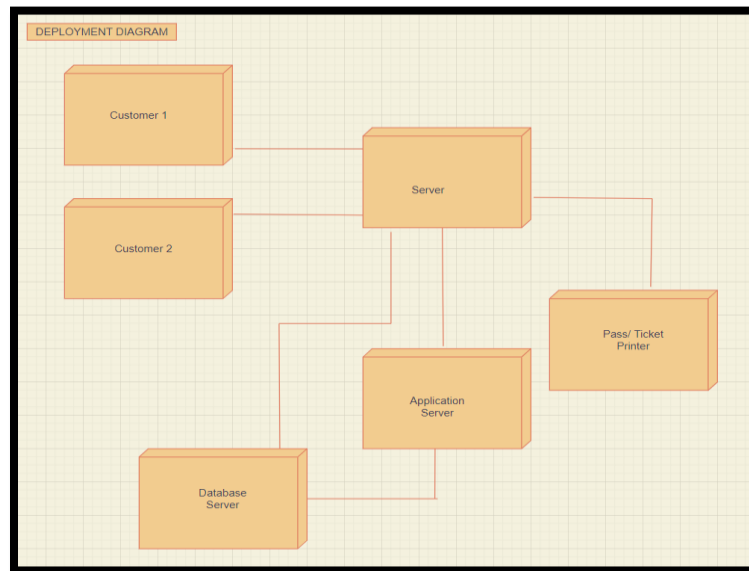 DEPLOYMENT DIAGRAM
Customer 1
Server
Customer 2
Pass/ Ticket
Printer
Application
Server
Database
Server